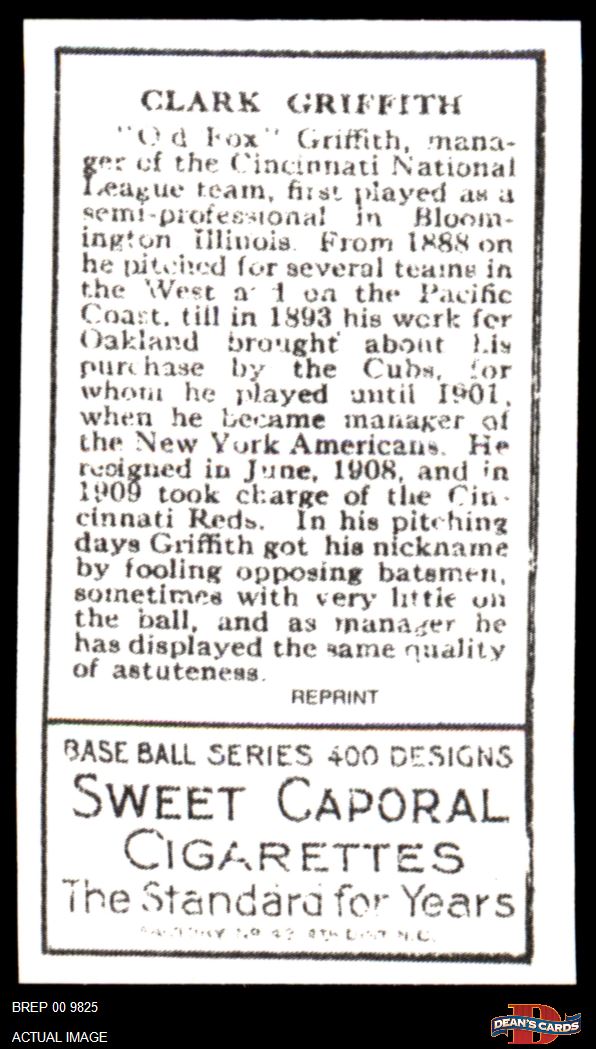 CLARK GRIFFITH
"Old Fox" Griffith, mana-
ger of the Cincinnati National
League team, first played as a
semi-professional in Bloom-
ington Illinois. From 1888 on
he pitched for several teams in
the West and on the Pacific
Coast, till in 1893 his work for
Oakland brought about his
purchase by the Cubs, for
whom he played until 1901,
when he became manager of
the New York Americans. He
resigned in June, 1908, and in
1909 took charge of the Cin-
cinnati Reds. In his pitching
days Griffith got his nickname
by fooling opposing batsmen,
sometimes with very little on
the ball, and as manager he
has displayed the same quality
of astuteness.
REPRINT
BASE BALL SERIES 400 DESIGNS
SWEET CAPORAL
CIGARETTES
The Standard for Years
FACTORY No 42, 4th DIST. N.C.
BREP 00 9825
ACTUAL IMAGE
D
DEAN'S CARDS